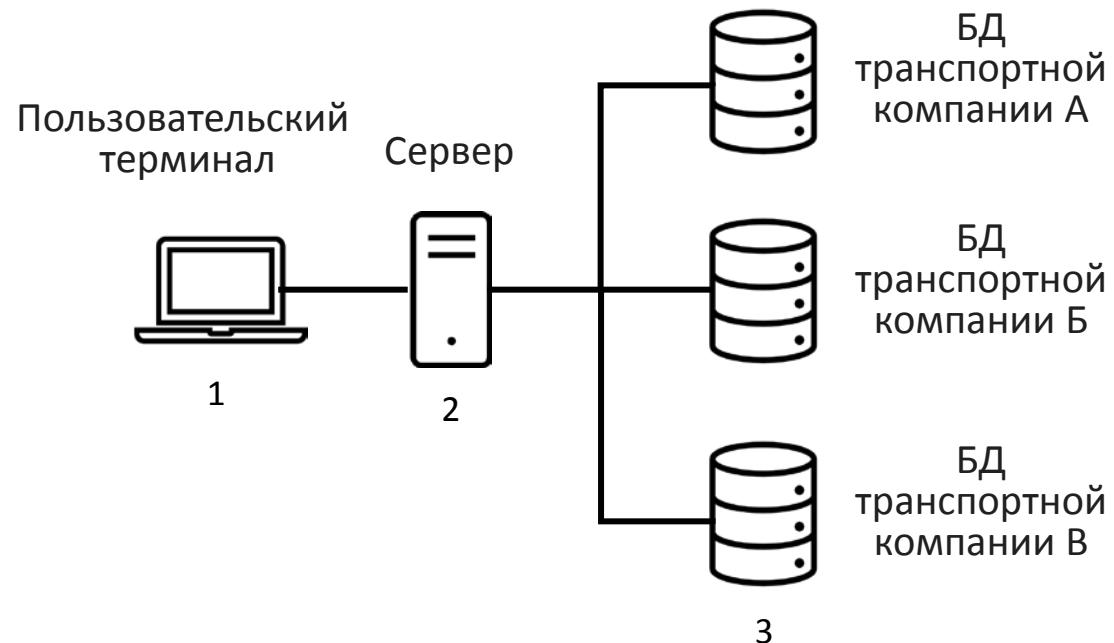 Пользовательский
терминал
1
Сервер
2
БД
транспортной
компании А
БД
транспортной
компании Б
БД
транспортной
компании В
3